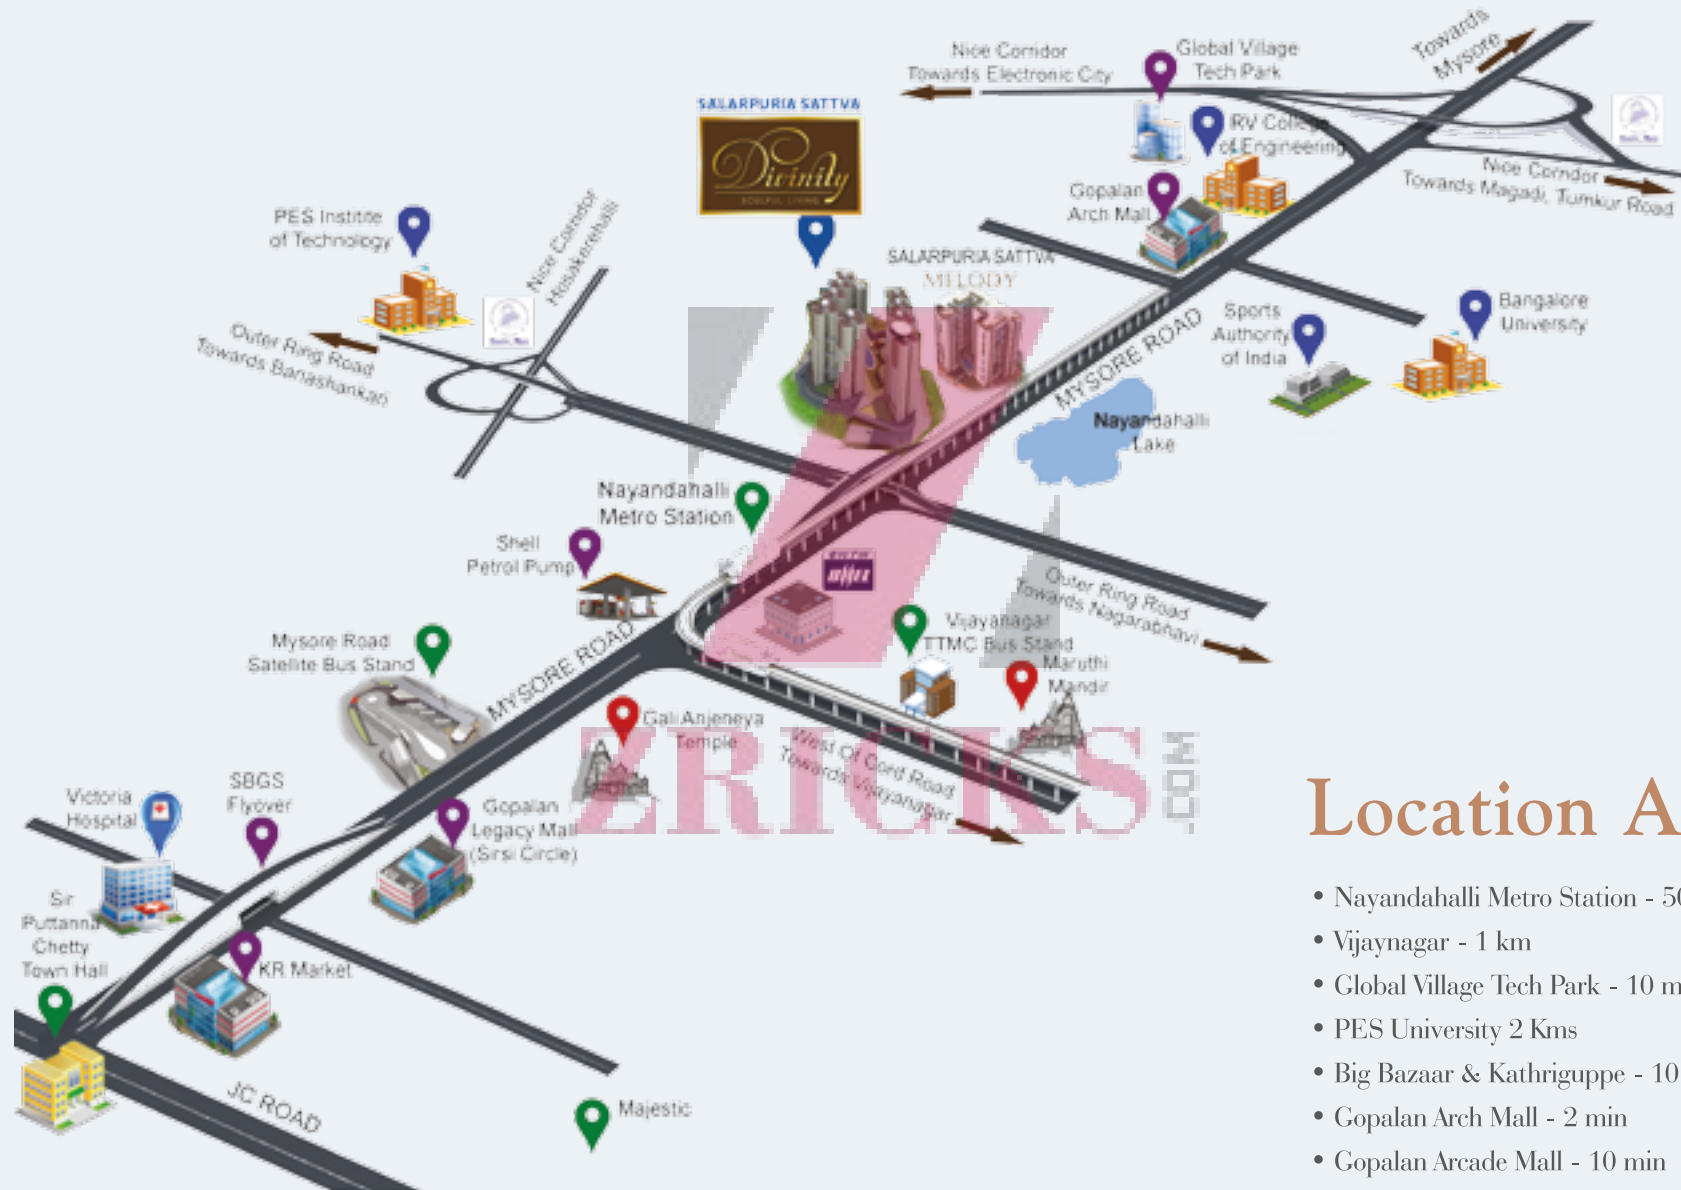 Towards
Mysore
Nice Corridor
Towards Electronic City
Global Village
Tech Park
SALARPURIA SATTVA
Divinity
SOULFUL LIVING
RV College
of Engineering
Nice Corridor
Towards Magadi, Tumkur Road
Gopalan
Arch Mall
PES Institite
of Technology
Nice Corridor
Hosakerehalli
SALARPURIA SATTVA
MELODY
Outer Ring Road
Towards Banashankari
MYSORE ROAD
Sports
Authority
of India
Bangalore
University
Nayandahalli
Lake
Nayandahalli
Metro Station
Shell
Petrol Pump
Outer Ring Road
Towards Nagarabhavi
Mysore Road
Satellite Bus Stand
MYSORE ROAD
Vijayanagar
TTMC Bus Stand
Maruthi
Mandir
Gali Anjeneya
Temple
West Of Cord Road
Towards Vijayanagar
ZRICKS
.COM
Victoria
Hospital
SBGS
Flyover
Gopalan
Legacy Mall
(Sirsi Circle)
Sir
Puttanna
Chetty
Town Hall
KR Market
JC ROAD
Majestic
Location A
• Nayandahalli Metro Station - 50
• Vijaynagar - 1 km
• Global Village Tech Park - 10 m
• PES University 2 Kms
• Big Bazaar & Kathriguppe - 10
• Gopalan Arch Mall - 2 min
• Gopalan Arcade Mall - 10 min